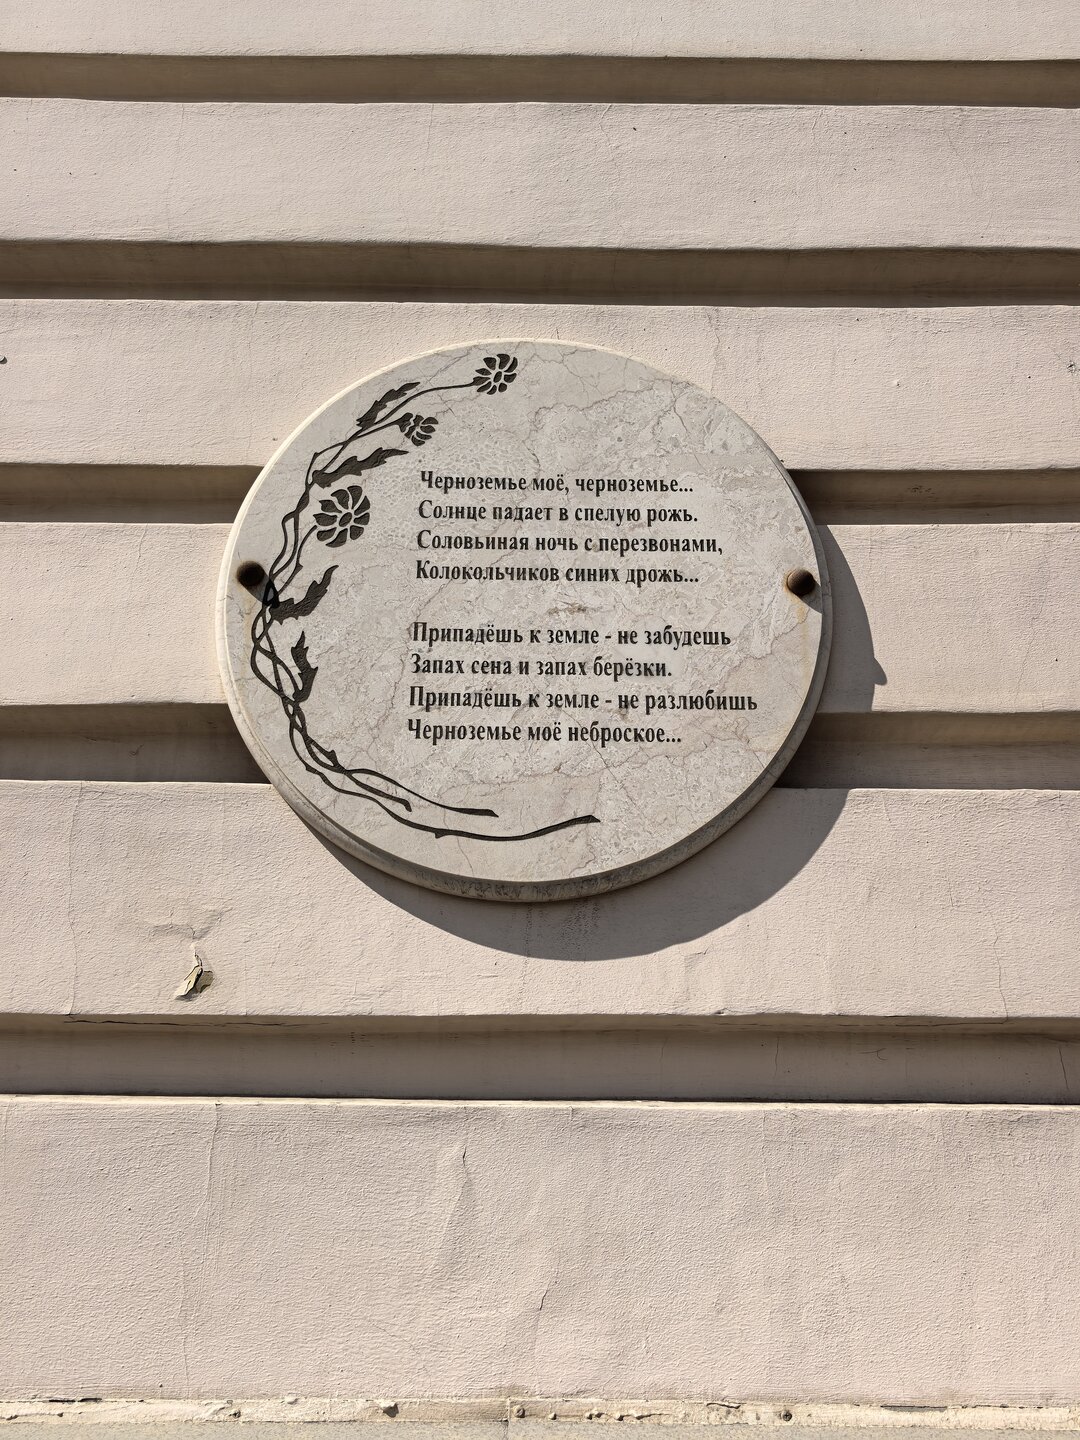 Черноземье моё, черноземье...
Солнце падает в спелую рожь.
Соловьиная ночь с перезвонами,
Колокольчиков синих дрожь...
Припадёшь к земле - не забудешь
Запах сена и запах берёзки.
Припадёшь к земле - не разлюбишь
Черноземье моё неброское...